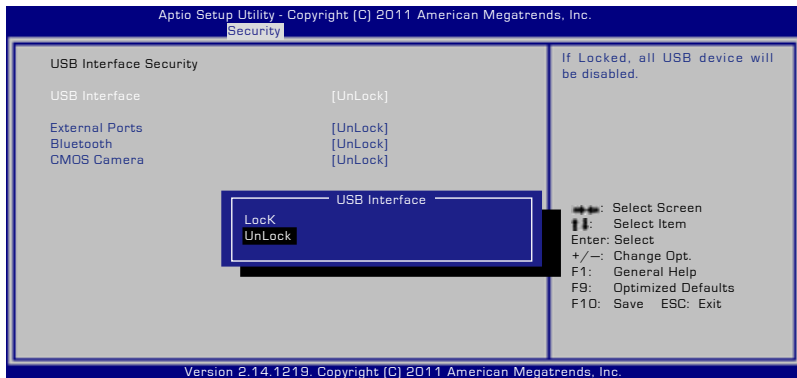 Aptio Setup Utility - Copyright (C) 2011 American Megatrends, Inc.
Security
USB Interface Security
USB Interface [UnLock]
External Ports [UnLock]
Bluetooth [UnLock]
CMOS Camera [UnLock]
USB Interface
LocK
UnLock
If Locked, all USB device will
be disabled.
: Select Screen
: Select Item
Enter: Select
+/—: Change Opt.
F1: General Help
F9: Optimized Defaults
F10: Save ESC: Exit
Version 2.14.1219. Copyright (C) 2011 American Megatrends, Inc.